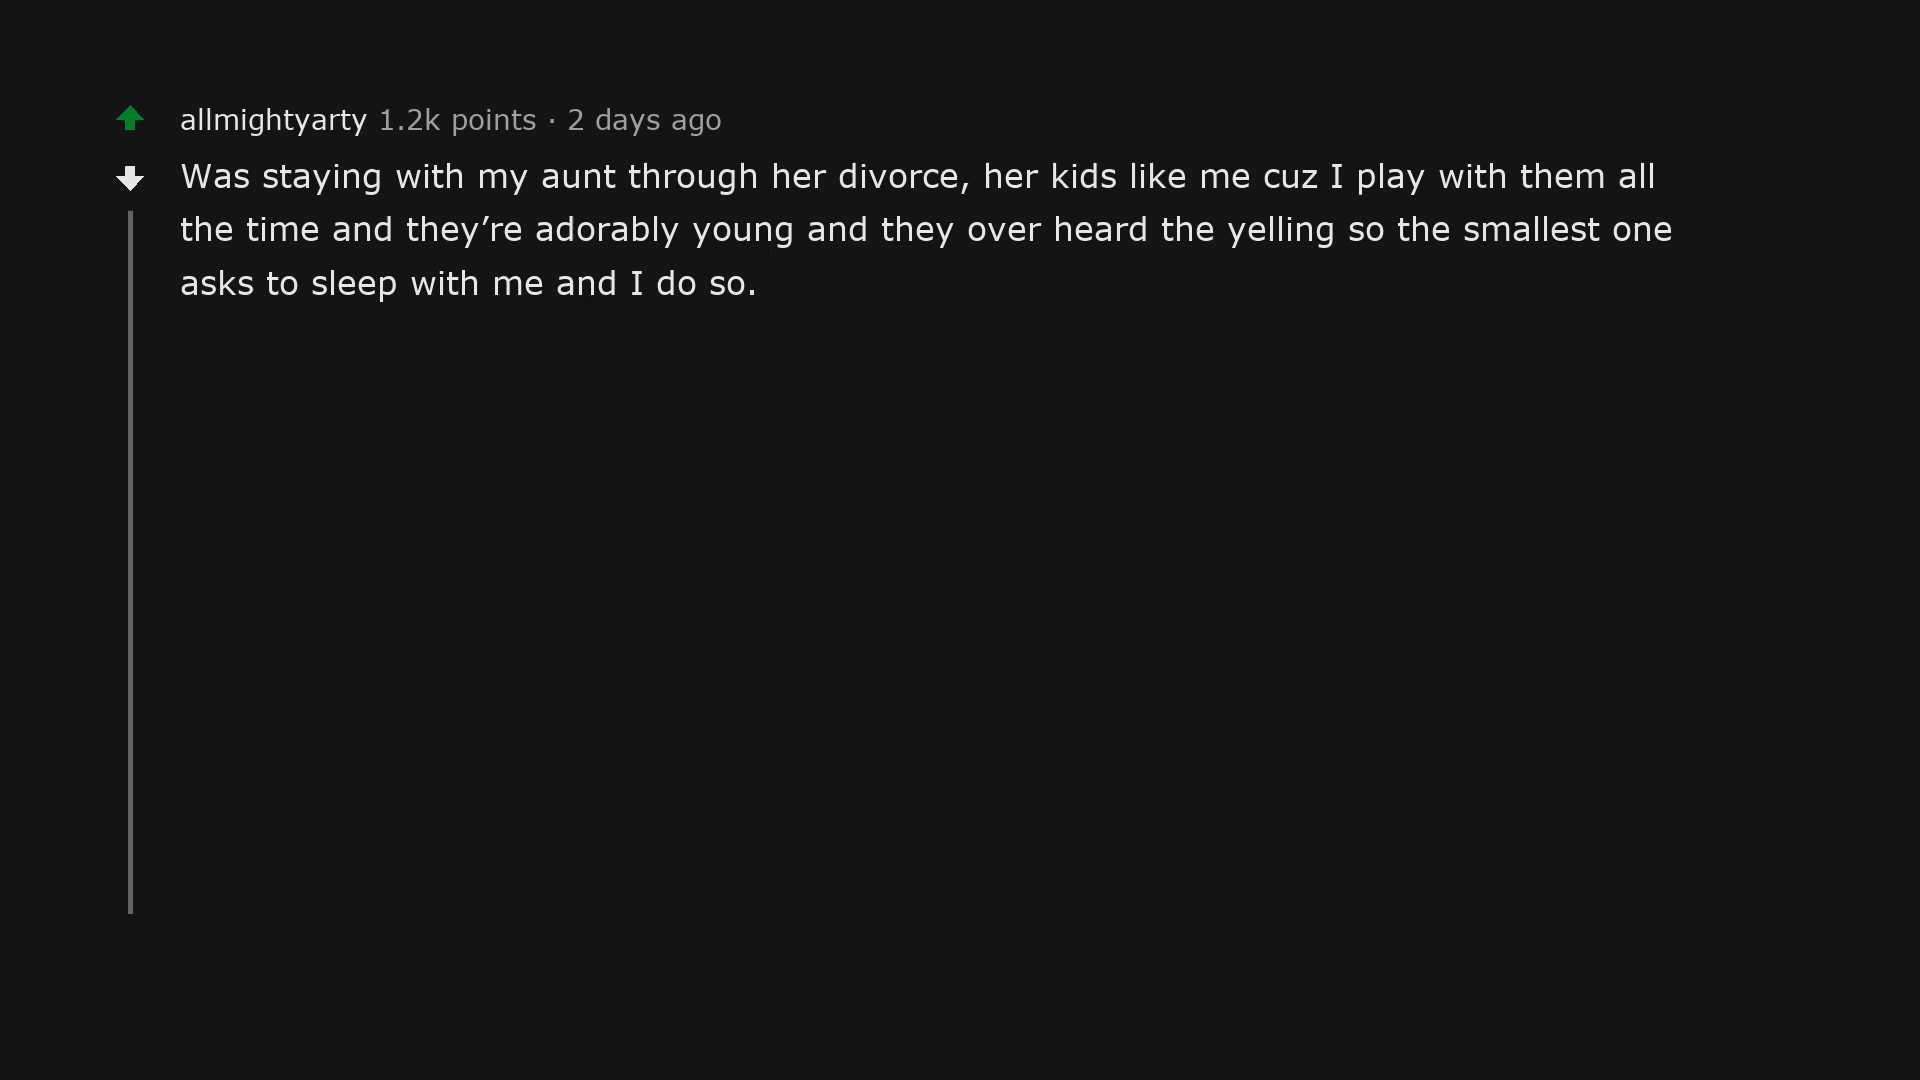 allmightyarty 1.2k points · 2 days ago
Was staying with my aunt through her divorce, her kids like me cuz I play with them all
the time and they’re adorably young and they over heard the yelling so the smallest one
asks to sleep with me and I do so.